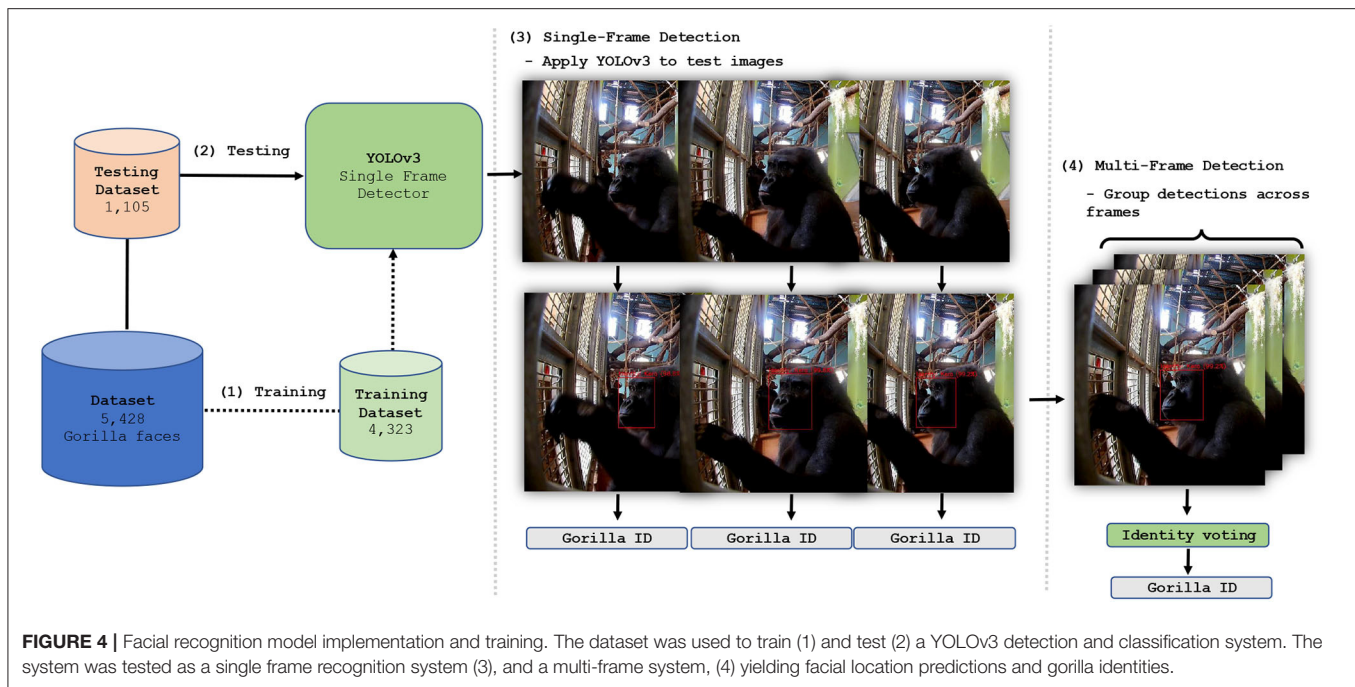 (3) Single-Frame Detection
- Apply YOLOv3 to test images
(2) Testing
Testing
Dataset
1,105
YOLOv3
Single Frame
Detector
(4) Multi-Frame Detection
- Group detections across
frames
Dataset
5,428
Gorilla faces
(1) Training
Training
Dataset
4,323
Gorilla ID
Gorilla ID
Gorilla ID
Identity voting
Gorilla ID
FIGURE 4 | Facial recognition model implementation and training. The dataset was used to train (1) and test (2) a YOLOv3 detection and classification system. The
system was tested as a single frame recognition system (3), and a multi-frame system, (4) yielding facial location predictions and gorilla identities.